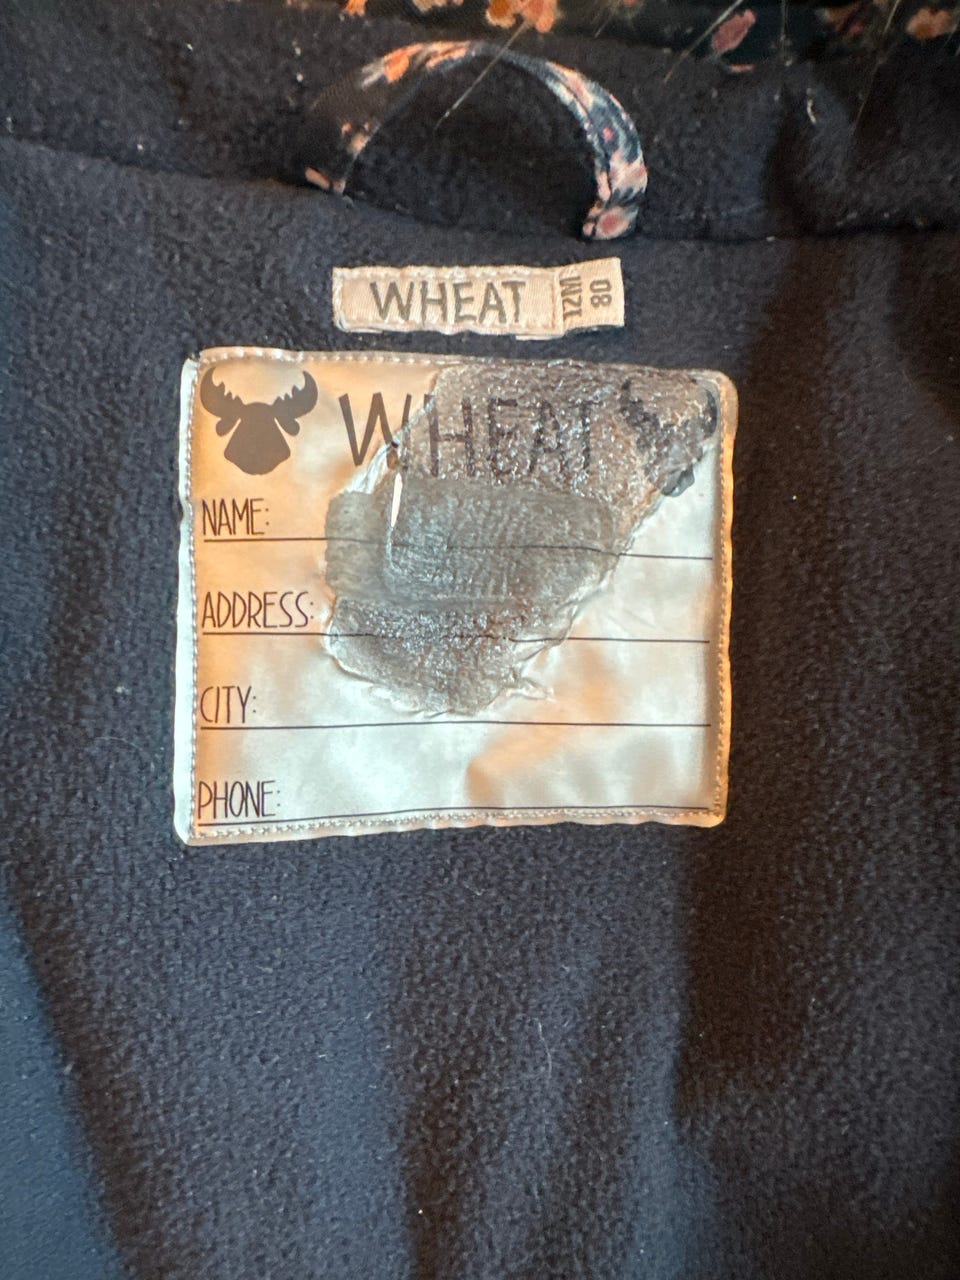 WHEAT
12M
80
WHEAT
NAME:
ADDRESS:
CITY:
PHONE: